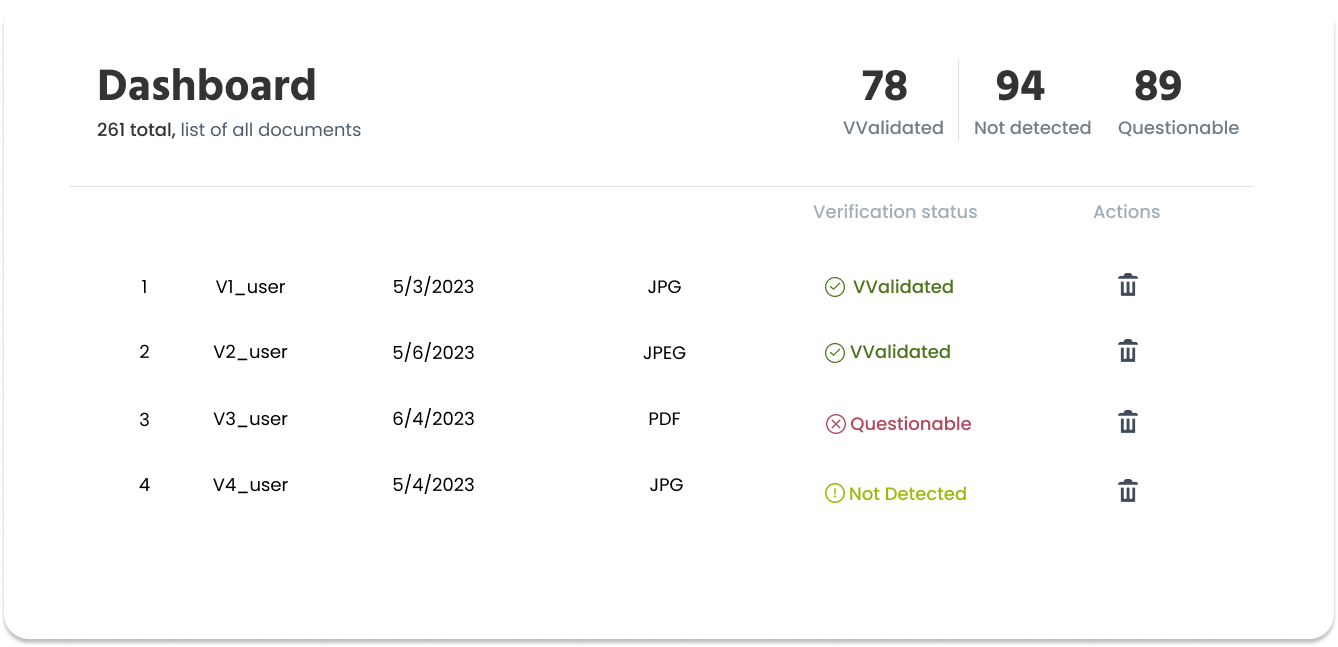 Dashboard
261 total, list of all documents
78
VValidated
94
Not detected
89
Questionable
Verification status Actions
1 V1_user 5/3/2023 JPG VValidated
2 V2_user 5/6/2023 JPEG VValidated
3 V3_user 6/4/2023 PDF Questionable
4 V4_user 5/4/2023 JPG Not Detected